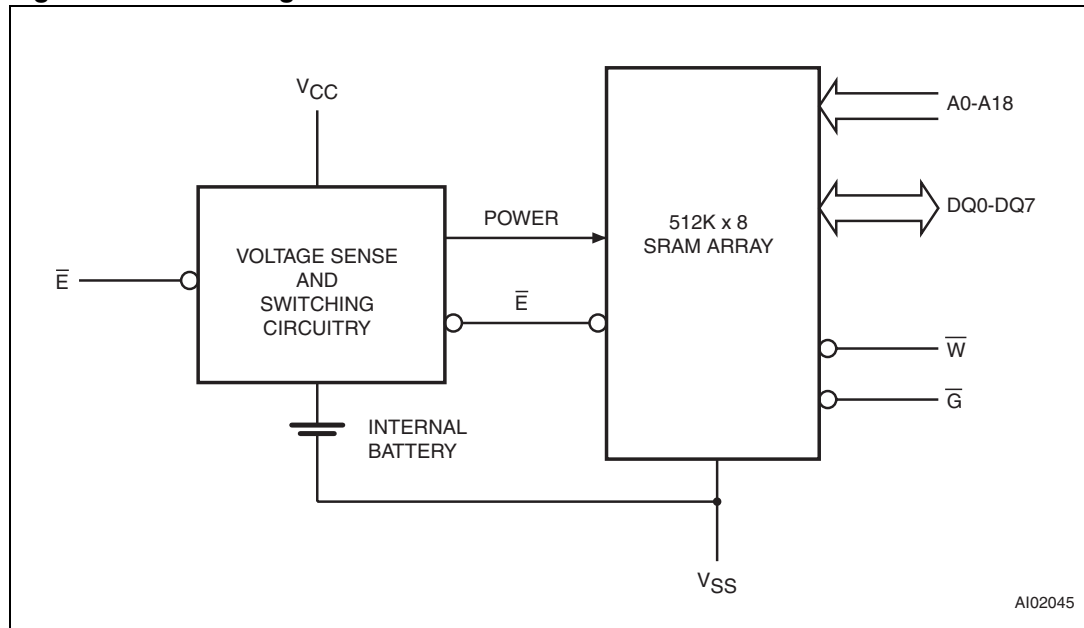 VCC
A0-A18
DQ0-DQ7
POWER
512K x 8
SRAM ARRAY
VOLTAGE SENSE
AND
SWITCHING
CIRCUITRY
E̅
E̅
W̅
G̅
INTERNAL
BATTERY
VSS
AI02045